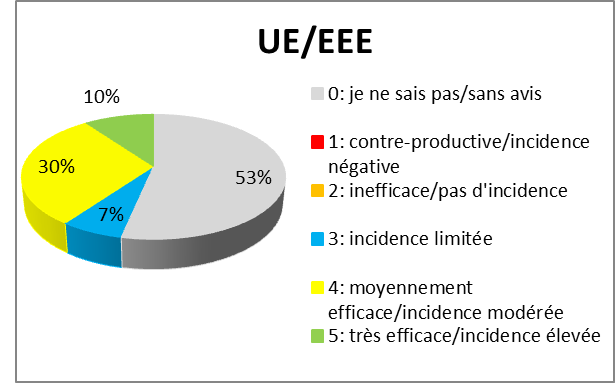 UE/EEE
10%
30%
7%
53%
0: je ne sais pas/sans avis
1: contre-productive/incidence
négative
2: inefficace/pas d'incidence
3: incidence limitée
4: moyennement
efficace/incidence modérée
5: très efficace/incidence élevée